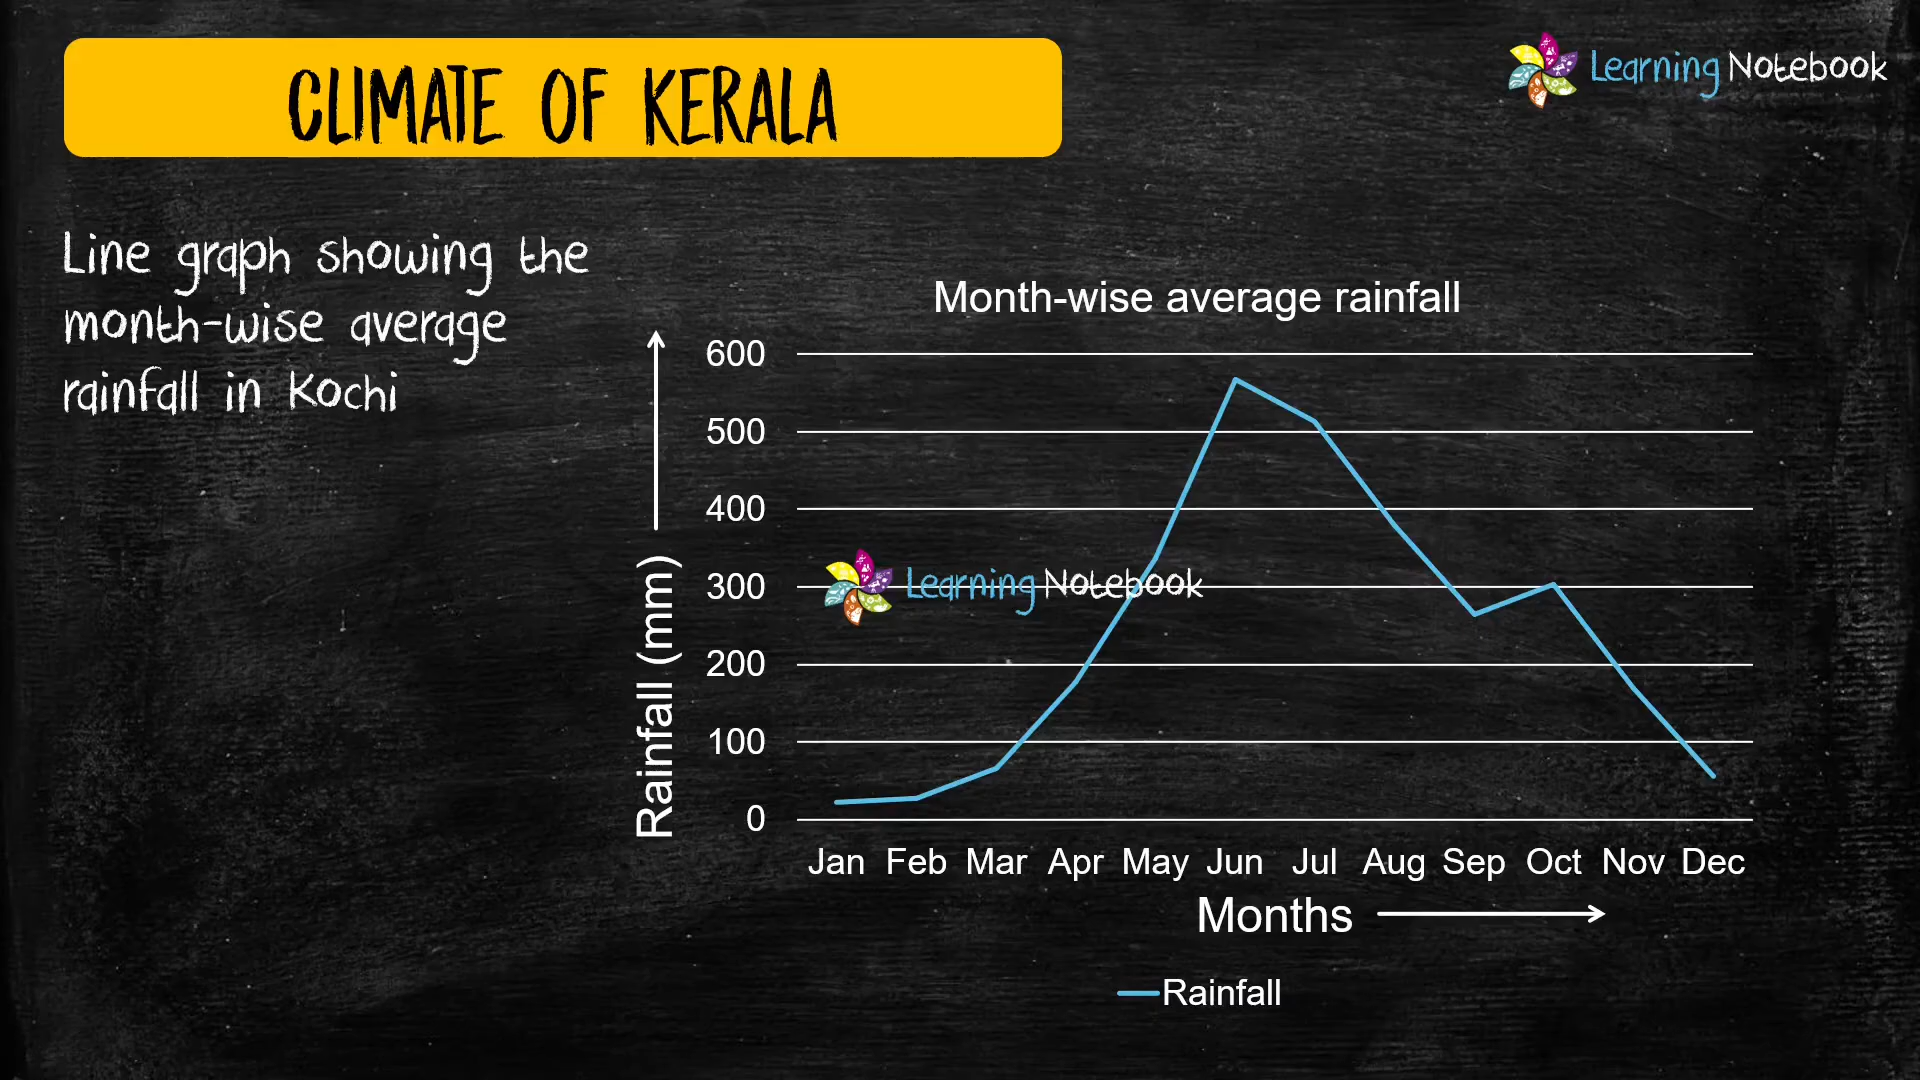 CLIMATE OF KERALA
Learning Notebook
Line graph showing the
month-wise average
rainfall in Kochi
Month-wise average rainfall
600
500
400
300
200
100
0
Rainfall (mm)
Learning Notebook
Jan Feb Mar Apr May Jun Jul Aug Sep Oct Nov Dec
Months
Rainfall